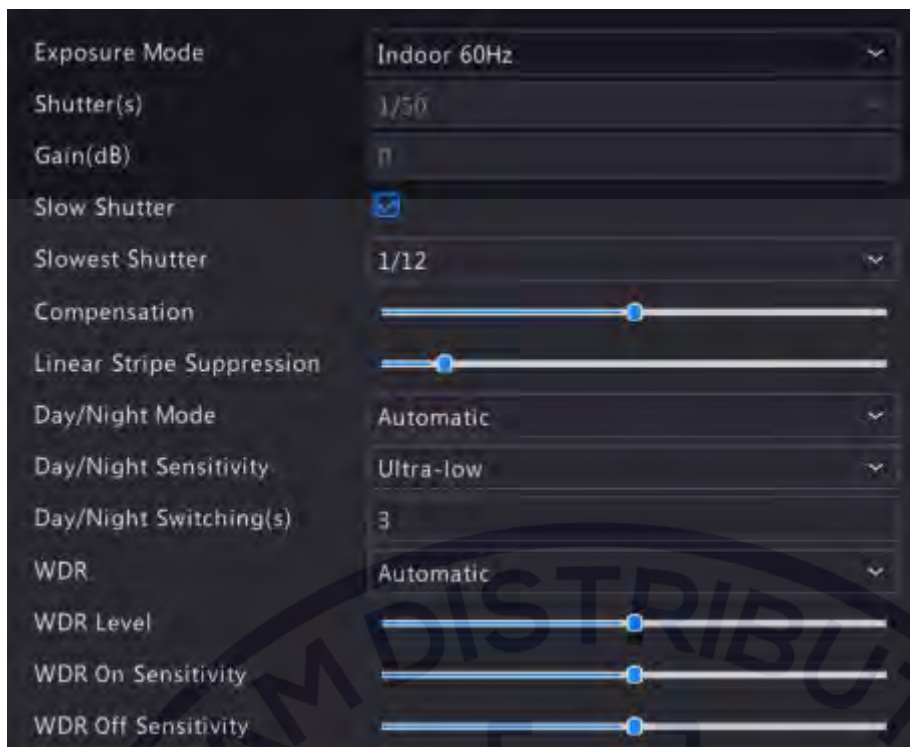 Exposure Mode Indoor 60Hz
Shutter(s) 1/50
Gain(dB) 0
Slow Shutter
Slowest Shutter 1/12
Compensation
Linear Stripe Suppression
Day/Night Mode Automatic
Day/Night Sensitivity Ultra-low
Day/Night Switching(s) 3
WDR Automatic
WDR Level
WDR On Sensitivity
WDR Off Sensitivity